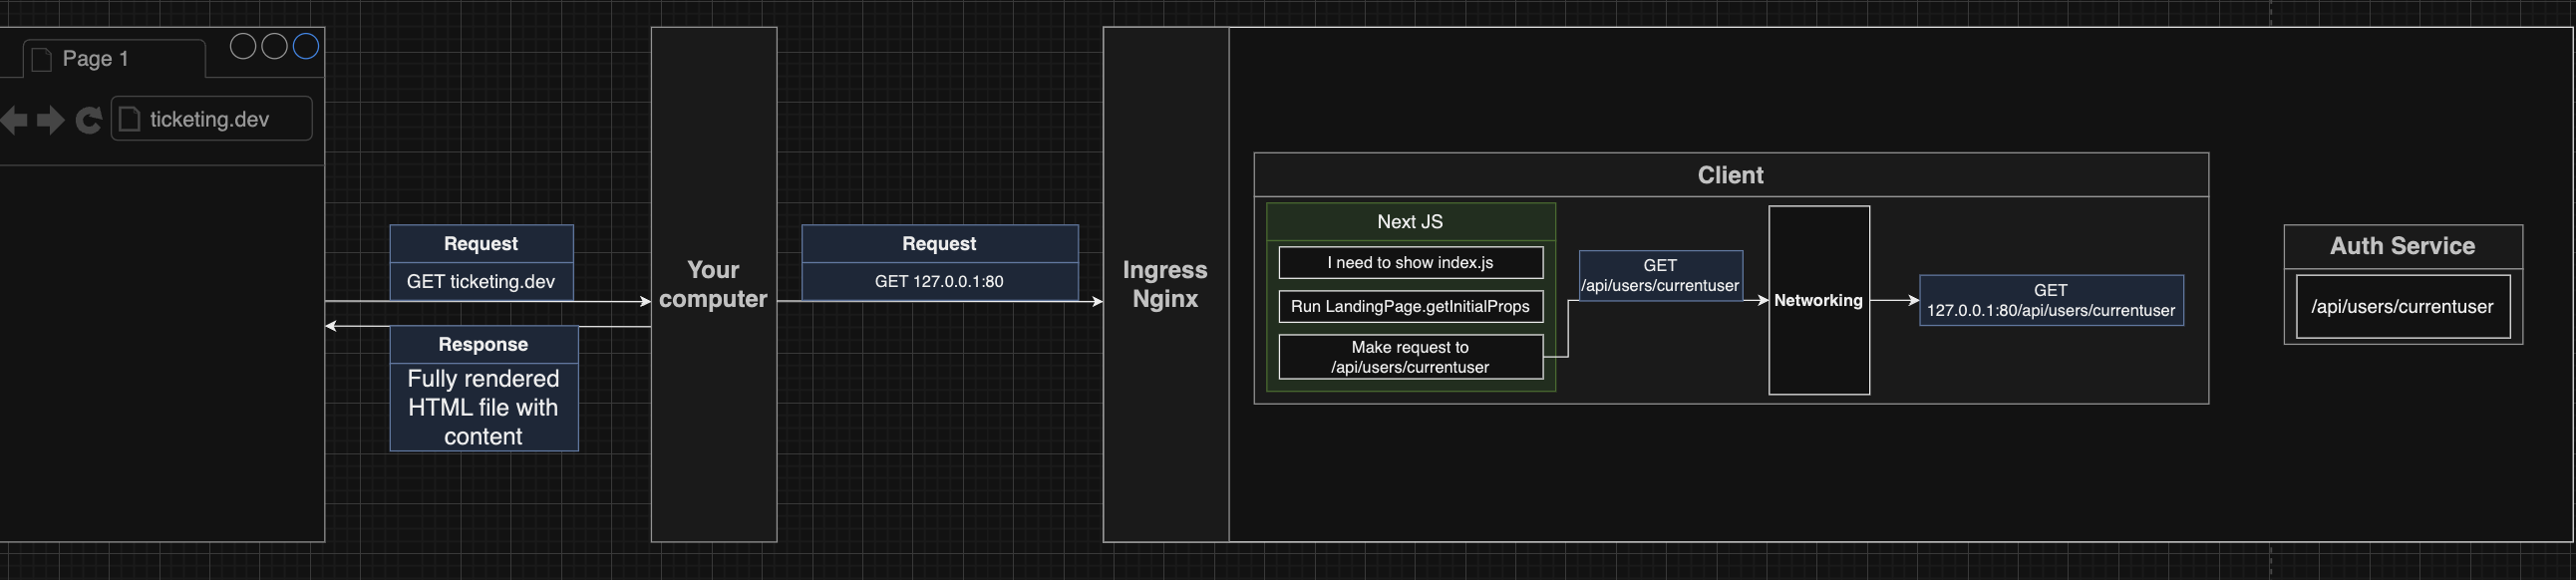 Page 1
ticketing.dev
Request
GET ticketing.dev
Response
Fully rendered
HTML file with
content
Your
computer
Request
GET 127.0.0.1:80
Ingress
Nginx
Client
Next JS
I need to show index.js
Run LandingPage.getInitialProps
Make request to
/api/users/currentuser
GET
/api/users/currentuser
Networking
GET
127.0.0.1:80/api/users/currentuser
Auth Service
/api/users/currentuser